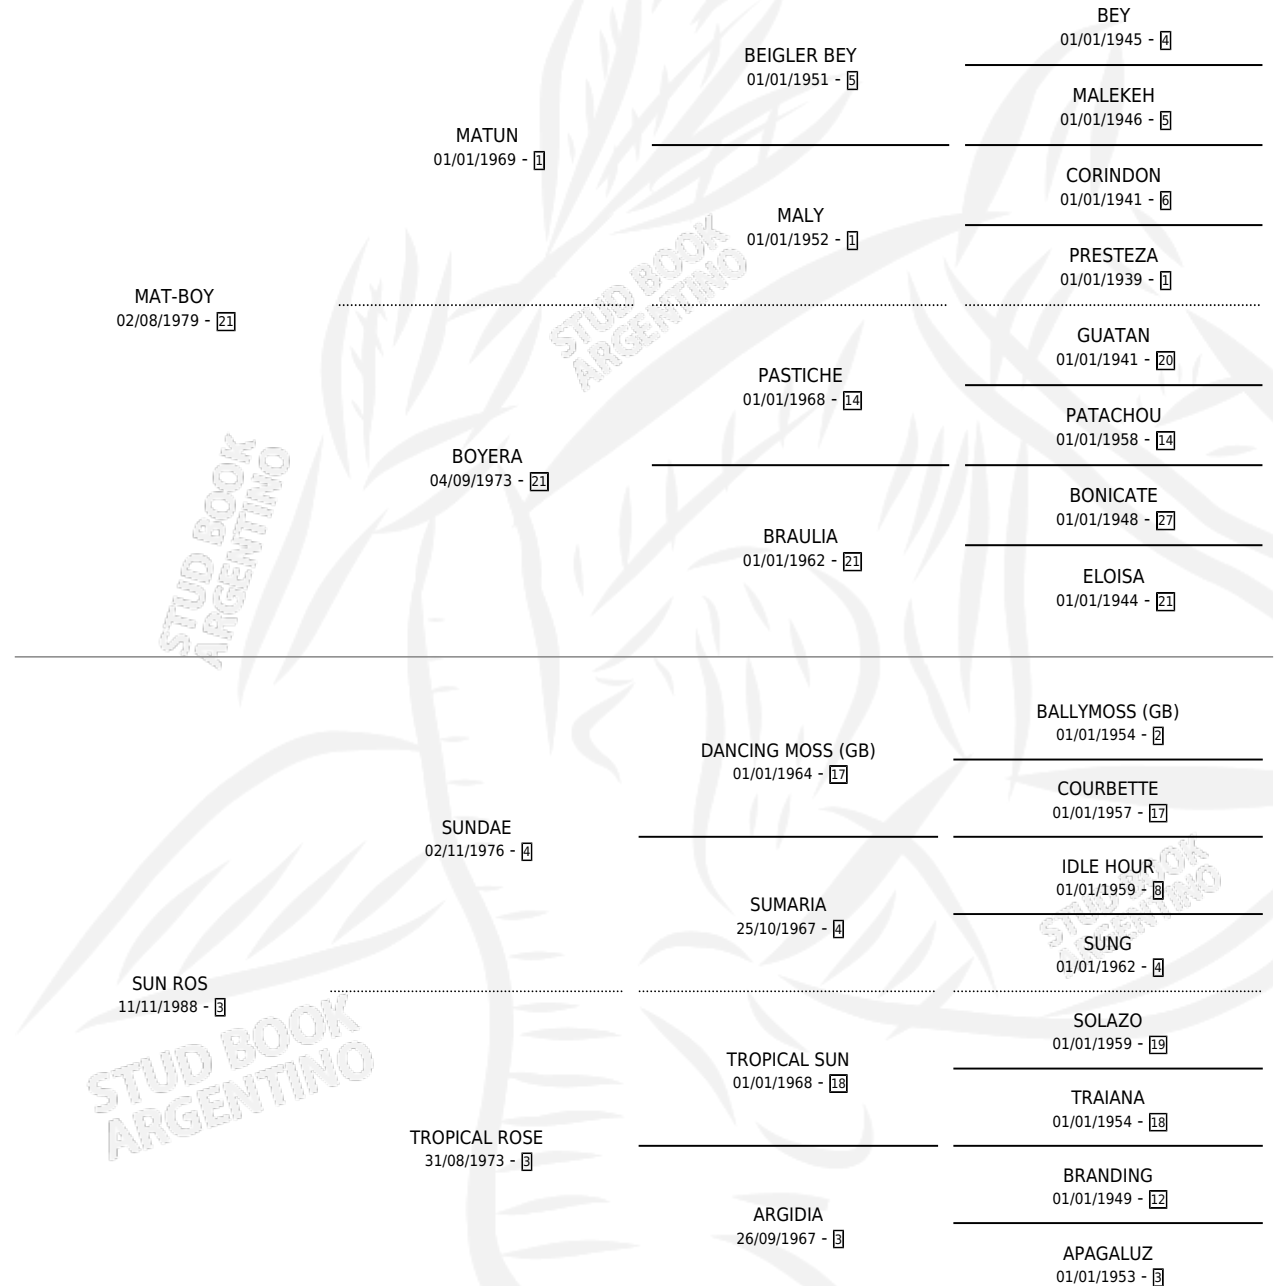 BEY
01/01/1945 - 4
BEIGLER BEY
01/01/1951 - 5
MALEKEH
01/01/1946 - 5
MATUN
01/01/1969 - 1
CORINDON
01/01/1941 - 6
MALY
01/01/1952 - 1
PRESTEZA
01/01/1939 - 1
MAT-BOY
02/08/1979 - 21
GUATAN
01/01/1941 - 20
PASTICHE
01/01/1968 - 14
PATACHOU
01/01/1958 - 14
BOYERA
04/09/1973 - 21
BONICATE
01/01/1948 - 27
BRAULIA
01/01/1962 - 21
ELOISA
01/01/1944 - 21
BALLYMOSS (GB)
01/01/1954 - 2
DANCING MOSS (GB)
01/01/1964 - 17
COURBETTE
01/01/1957 - 17
SUNDAE
02/11/1976 - 4
IDLE HOUR
01/01/1959 - 8
SUMARIA
25/10/1967 - 4
SUNG
01/01/1962 - 4
SUN ROS
11/11/1988 - 3
SOLAZO
01/01/1959 - 19
TROPICAL SUN
01/01/1968 - 18
TRAIANA
01/01/1954 - 18
TROPICAL ROSE
31/08/1973 - 3
BRANDING
01/01/1949 - 12
ARGIDIA
26/09/1967 - 3
APAGALUZ
01/01/1953 - 3
STUD BOOK
ARGENTINO
STUD BOOK
ARGENTINO
STUD BOOK
ARGENTINO
STUD BOOK
ARGENTINO